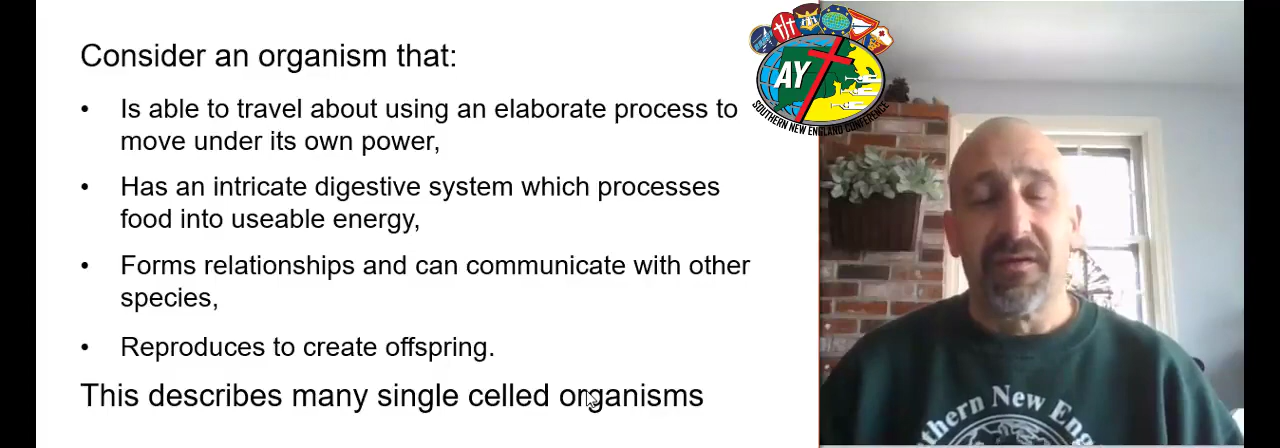 Consider an organism that:
• Is able to travel about using an elaborate process to
move under its own power,
• Has an intricate digestive system which processes
food into useable energy,
• Forms relationships and can communicate with other
species,
• Reproduces to create offspring.
This describes many single celled organisms
AY
SOUTHERN NEW ENGLAND CONFERENCE
thern New Eng